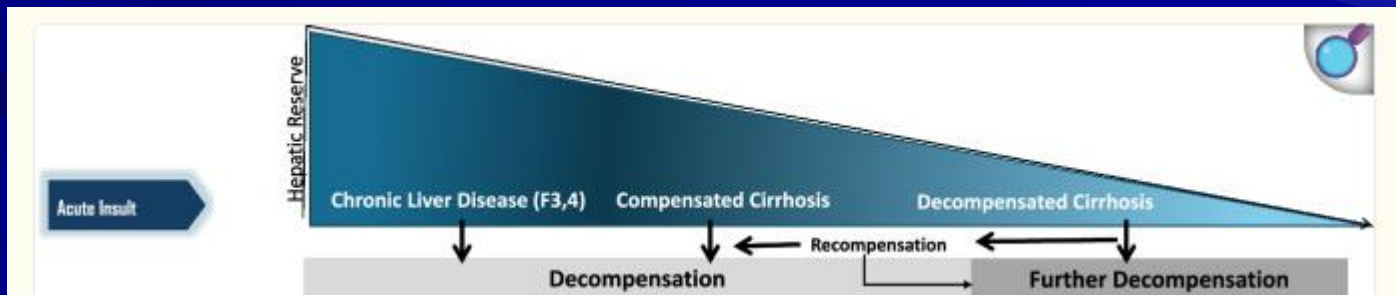 Hepatic Reserve
Acute Insult
Chronic Liver Disease (F3,4) Compensated Cirrhosis Decompensated Cirrhosis
Recompensation
Decompensation Further Decompensation